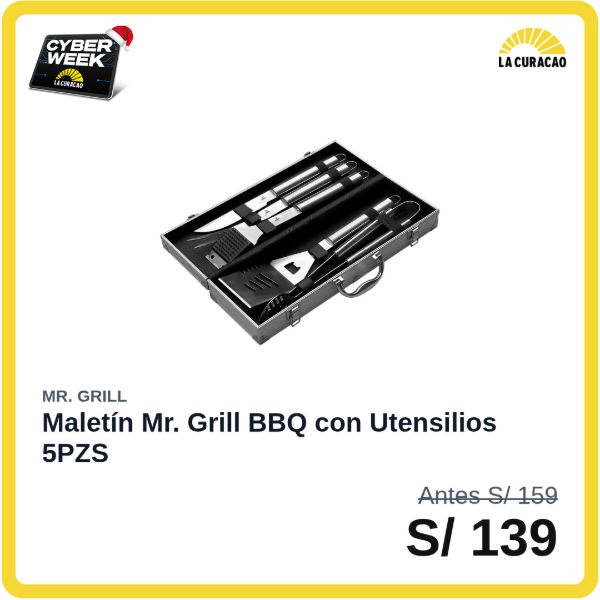 CYBER
WEEK
LA CURACAO
LA CURACAO
MR. GRILL
Maletín Mr. Grill BBQ con Utensilios
5PZS
Antes S/ 159
S/ 139